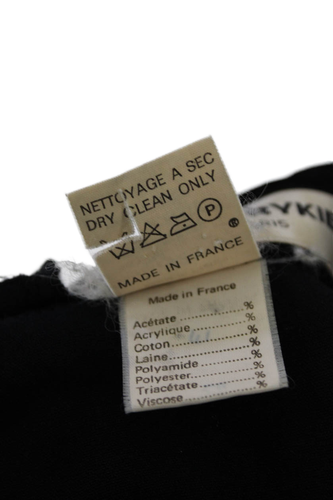 NETTOYAGE A SEC
DRY CLEAN ONLY
P
®
MADE IN FRANCE
Made in France
Acétate..............%
Acrylique............%
Coton................%
Laine................%
Polyamide............%
Polyester............%
Triacétate...........%
Viscose..............%